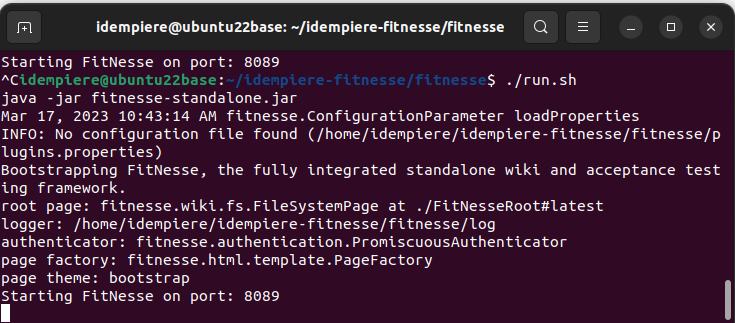 idempiere@ubuntu22base: ~/idempiere-fitnesse/fitnesse
Starting FitNesse on port: 8089
^Cidempiere@ubuntu22base:~/idempiere-fitnesse/fitnesse$ ./run.sh
java -jar fitnesse-standalone.jar
Mar 17, 2023 10:43:14 AM fitnesse.ConfigurationParameter loadProperties
INFO: No configuration file found (/home/idempiere/idempiere-fitnesse/fitnesse/p
lugins.properties)
Bootstrapping FitNesse, the fully integrated standalone wiki and acceptance test
ing framework.
root page: fitnesse.wiki.fs.FileSystemPage at ./FitNesseRoot#latest
logger: /home/idempiere/idempiere-fitnesse/fitnesse/log
authenticator: fitnesse.authentication.PromiscuousAuthenticator
page factory: fitnesse.html.template.PageFactory
page theme: bootstrap
Starting FitNesse on port: 8089